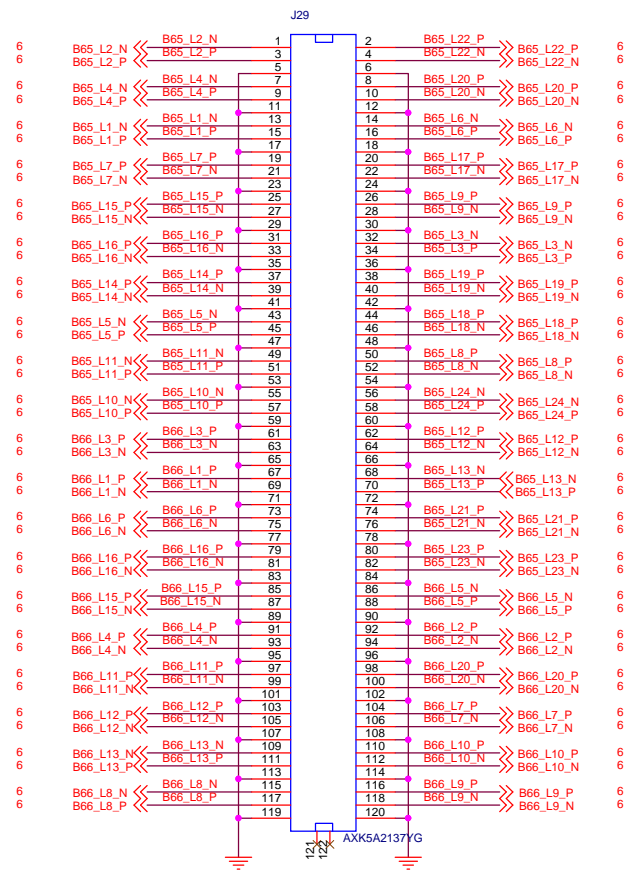 J29
6 B65_L2_N B65_L2_N 1 2 B65_L22_P B65_L22_P 6
6 B65_L2_P B65_L2_P 3 4 B65_L22_N B65_L22_N 6
5 6
6 B65_L4_N B65_L4_N 7 8 B65_L20_P B65_L20_P 6
6 B65_L4_P B65_L4_P 9 10 B65_L20_N B65_L20_N 6
11 12
6 B65_L1_N B65_L1_N 13 14 B65_L6_N B65_L6_N 6
6 B65_L1_P B65_L1_P 15 16 B65_L6_P B65_L6_P 6
17 18
6 B65_L7_P B65_L7_P 19 20 B65_L17_P B65_L17_P 6
6 B65_L7_N B65_L7_N 21 22 B65_L17_N B65_L17_N 6
23 24
6 B65_L15_P B65_L15_P 25 26 B65_L9_P B65_L9_P 6
6 B65_L15_N B65_L15_N 27 28 B65_L9_N B65_L9_N 6
29 30
6 B65_L16_P B65_L16_P 31 32 B65_L3_N B65_L3_N 6
6 B65_L16_N B65_L16_N 33 34 B65_L3_P B65_L3_P 6
35 36
6 B65_L14_P B65_L14_P 37 38 B65_L19_P B65_L19_P 6
6 B65_L14_N B65_L14_N 39 40 B65_L19_N B65_L19_N 6
41 42
6 B65_L5_N B65_L5_N 43 44 B65_L18_P B65_L18_P 6
6 B65_L5_P B65_L5_P 45 46 B65_L18_N B65_L18_N 6
47 48
6 B65_L11_N B65_L11_N 49 50 B65_L8_P B65_L8_P 6
6 B65_L11_P B65_L11_P 51 52 B65_L8_N B65_L8_N 6
53 54
6 B65_L10_N B65_L10_N 55 56 B65_L24_N B65_L24_N 6
6 B65_L10_P B65_L10_P 57 58 B65_L24_P B65_L24_P 6
59 60
6 B66_L3_P B66_L3_P 61 62 B65_L12_P B65_L12_P 6
6 B66_L3_N B66_L3_N 63 64 B65_L12_N B65_L12_N 6
65 66
6 B66_L1_P B66_L1_P 67 68 B65_L13_N B65_L13_N 6
6 B66_L1_N B66_L1_N 69 70 B65_L13_P B65_L13_P 6
71 72
6 B66_L6_P B66_L6_P 73 74 B65_L21_P B65_L21_P 6
6 B66_L6_N B66_L6_N 75 76 B65_L21_N B65_L21_N 6
77 78
6 B66_L16_P B66_L16_P 79 80 B65_L23_P B65_L23_P 6
6 B66_L16_N B66_L16_N 81 82 B65_L23_N B65_L23_N 6
83 84
6 B66_L15_P B66_L15_P 85 86 B66_L5_N B66_L5_N 6
6 B66_L15_N B66_L15_N 87 88 B66_L5_P B66_L5_P 6
89 90
6 B66_L4_P B66_L4_P 91 92 B66_L2_P B66_L2_P 6
6 B66_L4_N B66_L4_N 93 94 B66_L2_N B66_L2_N 6
95 96
6 B66_L11_P B66_L11_P 97 98 B66_L20_P B66_L20_P 6
6 B66_L11_N B66_L11_N 99 100 B66_L20_N B66_L20_N 6
101 102
6 B66_L12_P B66_L12_P 103 104 B66_L7_P B66_L7_P 6
6 B66_L12_N B66_L12_N 105 106 B66_L7_N B66_L7_N 6
107 108
6 B66_L13_N B66_L13_N 109 110 B66_L10_P B66_L10_P 6
6 B66_L13_P B66_L13_P 111 112 B66_L10_N B66_L10_N 6
113 114
6 B66_L8_N B66_L8_N 115 116 B66_L9_P B66_L9_P 6
6 B66_L8_P B66_L8_P 117 118 B66_L9_N B66_L9_N 6
119 120
AXK5A2137YG
121
122